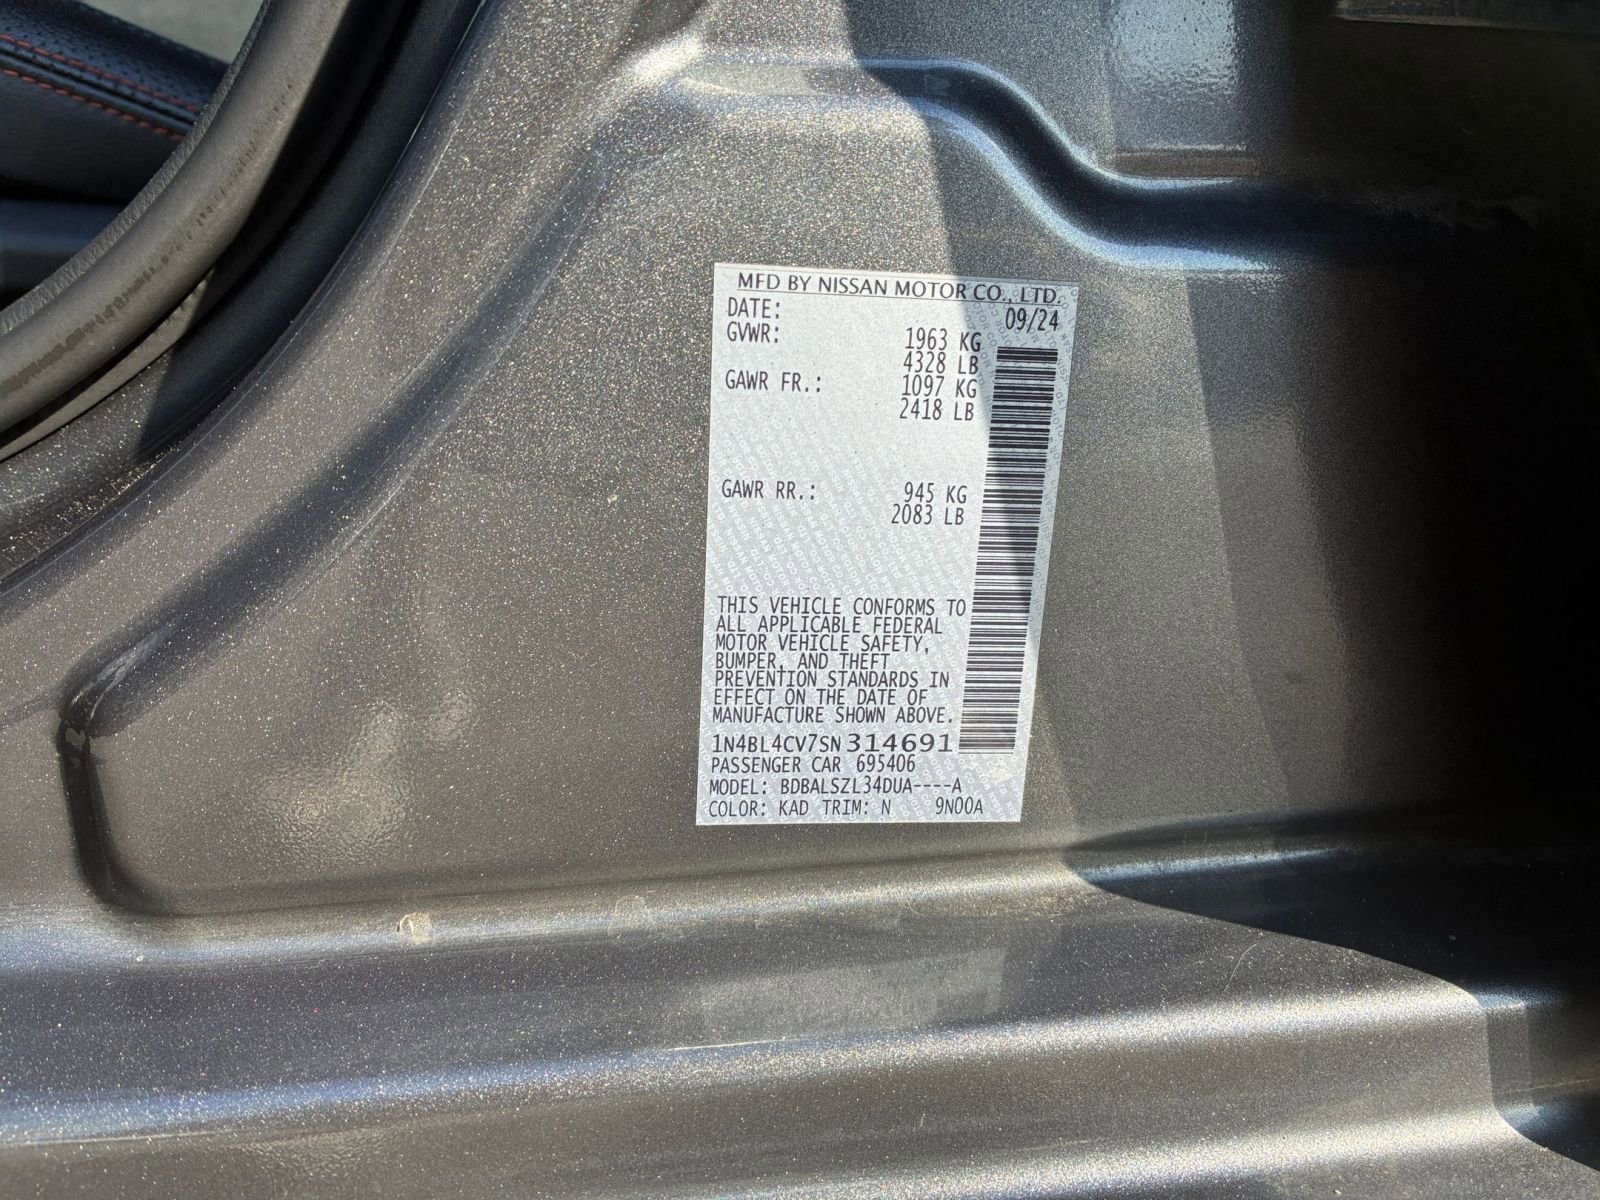 MFD BY NISSAN MOTOR CO., LTD.
DATE: 09/24
GVWR: 1963 KG
4328 LB
GAWR FR.: 1097 KG
2418 LB
GAWR RR.: 945 KG
2083 LB
THIS VEHICLE CONFORMS TO
ALL APPLICABLE FEDERAL
MOTOR VEHICLE SAFETY,
BUMPER, AND THEFT
PREVENTION STANDARDS IN
EFFECT ON THE DATE OF
MANUFACTURE SHOWN ABOVE.
1N4BL4CV7SN314691
PASSENGER CAR 695406
MODEL: BDBALSZL34DUA----A
COLOR: KAD TRIM: N 9N00A